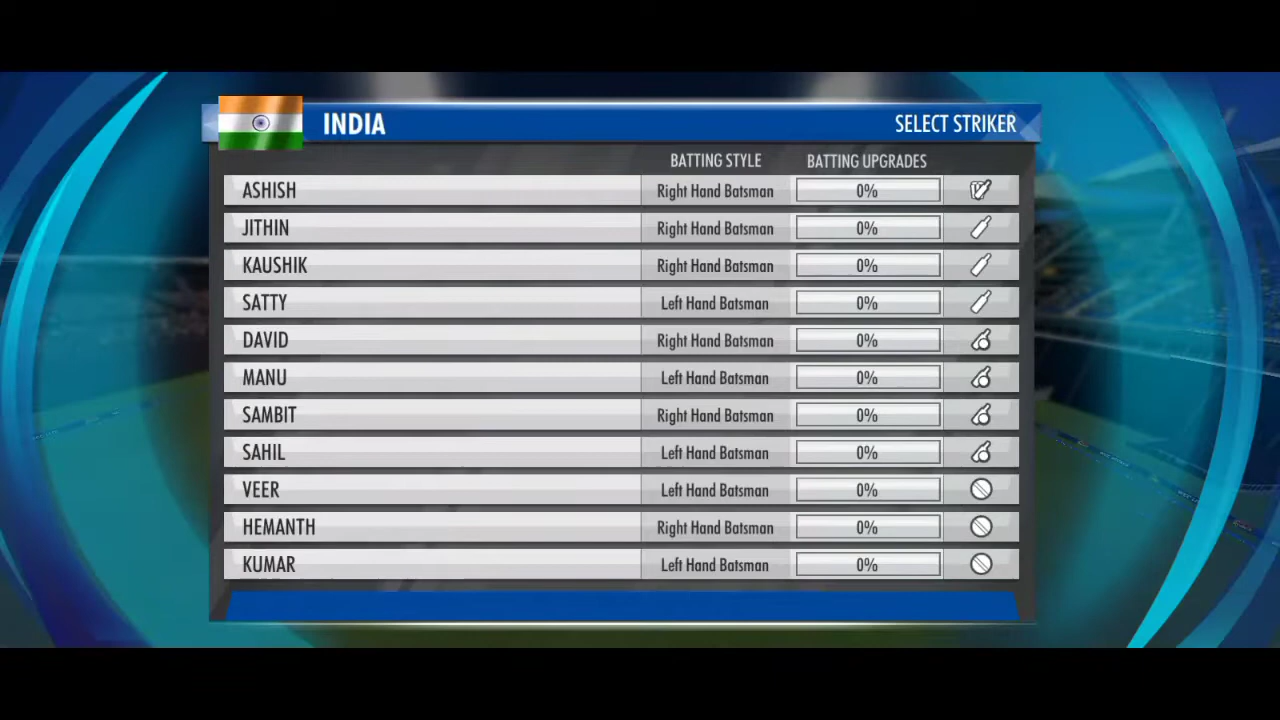 INDIA SELECT STRIKER
BATTING STYLE BATTING UPGRADES
ASHISH Right Hand Batsman 0%
JITHIN Right Hand Batsman 0%
KAUSHIK Right Hand Batsman 0%
SATTY Left Hand Batsman 0%
DAVID Right Hand Batsman 0%
MANU Left Hand Batsman 0%
SAMBIT Right Hand Batsman 0%
SAHIL Left Hand Batsman 0%
VEER Left Hand Batsman 0%
HEMANTH Right Hand Batsman 0%
KUMAR Left Hand Batsman 0%